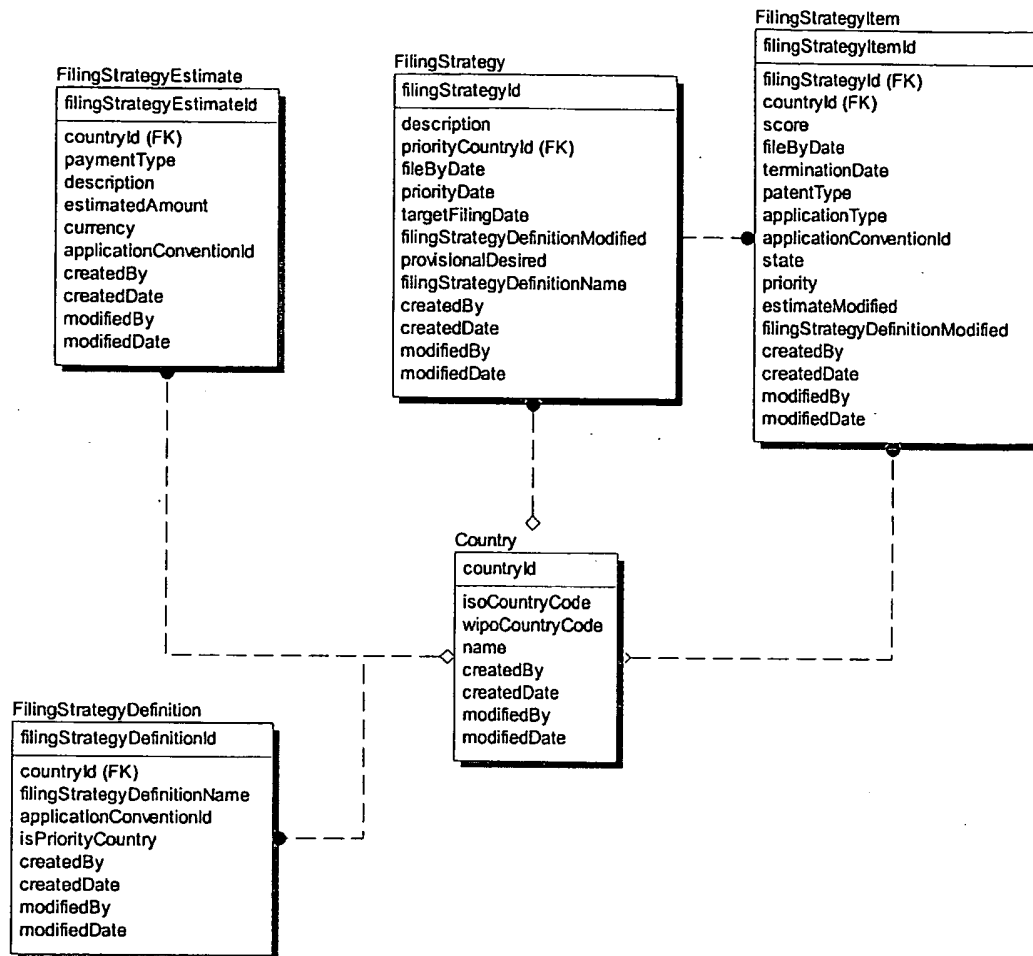 FilingStrategyEstimate
filingStrategyEstimateId
countryId (FK)
paymentType
description
estimatedAmount
currency
applicationConventionId
createdBy
createdDate
modifiedBy
modifiedDate
FilingStrategy
filingStrategyId
description
priorityCountryId (FK)
fileByDate
priorityDate
targetFilingDate
filingStrategyDefinitionModified
provisionalDesired
filingStrategyDefinitionName
createdBy
createdDate
modifiedBy
modifiedDate
FilingStrategyItem
filingStrategyItemId
filingStrategyId (FK)
countryId (FK)
score
fileByDate
terminationDate
patentType
applicationType
applicationConventionId
state
priority
estimateModified
filingStrategyDefinitionModified
createdBy
createdDate
modifiedBy
modifiedDate
Country
countryId
isoCountryCode
wipoCountryCode
name
createdBy
createdDate
modifiedBy
modifiedDate
FilingStrategyDefinition
filingStrategyDefinitionId
countryId (FK)
filingStrategyDefinitionName
applicationConventionId
isPriorityCountry
createdBy
createdDate
modifiedBy
modifiedDate